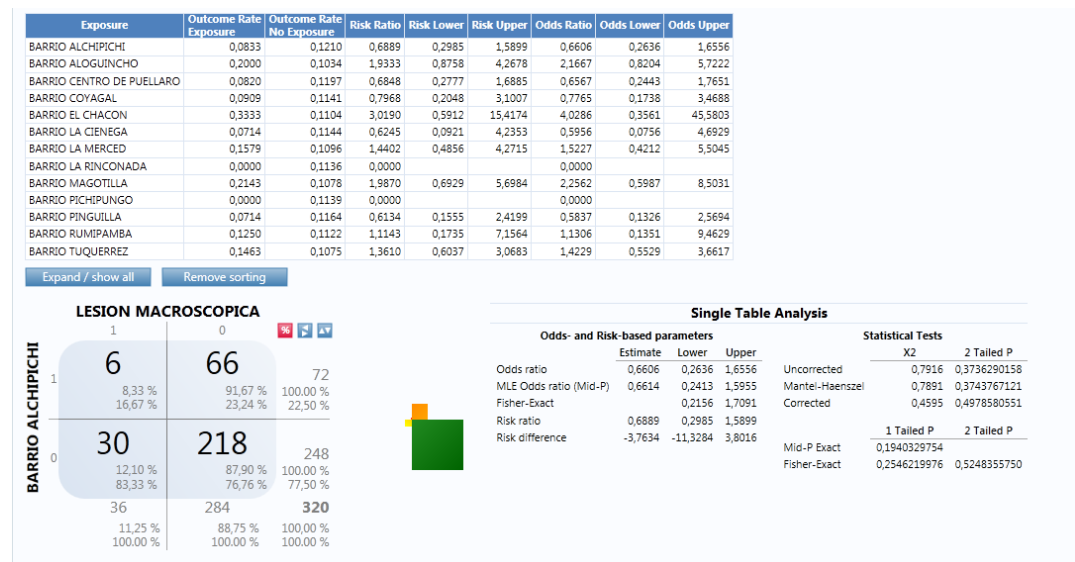 Exposure Outcome Rate Exposure Outcome Rate No Exposure Risk Ratio Risk Lower Risk Upper Odds Ratio Odds Lower Odds Upper
BARRIO ALCHIPICHI 0,0833 0,1210 0,6889 0,2985 1,5899 0,6606 0,2636 1,6556
BARRIO ALOGUINCHO 0,2000 0,1034 1,9333 0,8758 4,2678 2,1667 0,8204 5,7222
BARRIO CENTRO DE PUELLARO 0,0820 0,1197 0,6848 0,2777 1,6885 0,6567 0,2443 1,7651
BARRIO COYAGAL 0,0909 0,1141 0,7968 0,2048 3,1007 0,7765 0,1738 3,4688
BARRIO EL CHACON 0,3333 0,1104 3,0190 0,5912 15,4174 4,0286 0,3561 45,5803
BARRIO LA CIENEGA 0,0714 0,1144 0,6245 0,0921 4,2353 0,5956 0,0756 4,6929
BARRIO LA MERCED 0,1579 0,1096 1,4402 0,4856 4,2715 1,5227 0,4212 5,5045
BARRIO LA RINCONADA 0,0000 0,1136 0,0000 0,0000
BARRIO MAGOTILLA 0,2143 0,1078 1,9870 0,6929 5,6984 2,2562 0,5987 8,5031
BARRIO PICHIPUNGO 0,0000 0,1139 0,0000 0,0000
BARRIO PINGUILLA 0,0714 0,1164 0,6134 0,1555 2,4199 0,5837 0,1326 2,5694
BARRIO RUMIPAMBA 0,1250 0,1122 1,1143 0,1735 7,1564 1,1306 0,1351 9,4629
BARRIO TUQUERREZ 0,1463 0,1075 1,3610 0,6037 3,0683 1,4229 0,5529 3,6617
Expand / show all Remove sorting
LESION MACROSCOPICA
1 0 %
BARRIO ALCHIPICHI
1 6 66 72
8,33 % 91,67 % 100.00 %
16,67 % 23,24 % 22,50 %
0 30 218 248
12,10 % 87,90 % 100.00 %
83,33 % 76,76 % 77,50 %
36 284 320
11,25 % 88,75 % 100,00 %
100.00 % 100.00 % 100.00 %
Single Table Analysis
Odds- and Risk-based parameters
Estimate Lower Upper
Odds ratio 0,6606 0,2636 1,6556
MLE Odds ratio (Mid-P) 0,6614 0,2413 1,5955
Fisher-Exact 0,2156 1,7091
Risk ratio 0,6889 0,2985 1,5899
Risk difference -3,7634 -11,3284 3,8016
Statistical Tests
X2 2 Tailed P
Uncorrected 0,7916 0,3736290158
Mantel-Haenszel 0,7891 0,3743767121
Corrected 0,4595 0,4978580551
1 Tailed P 2 Tailed P
Mid-P Exact 0,1940329754
Fisher-Exact 0,2546219976 0,5248355750